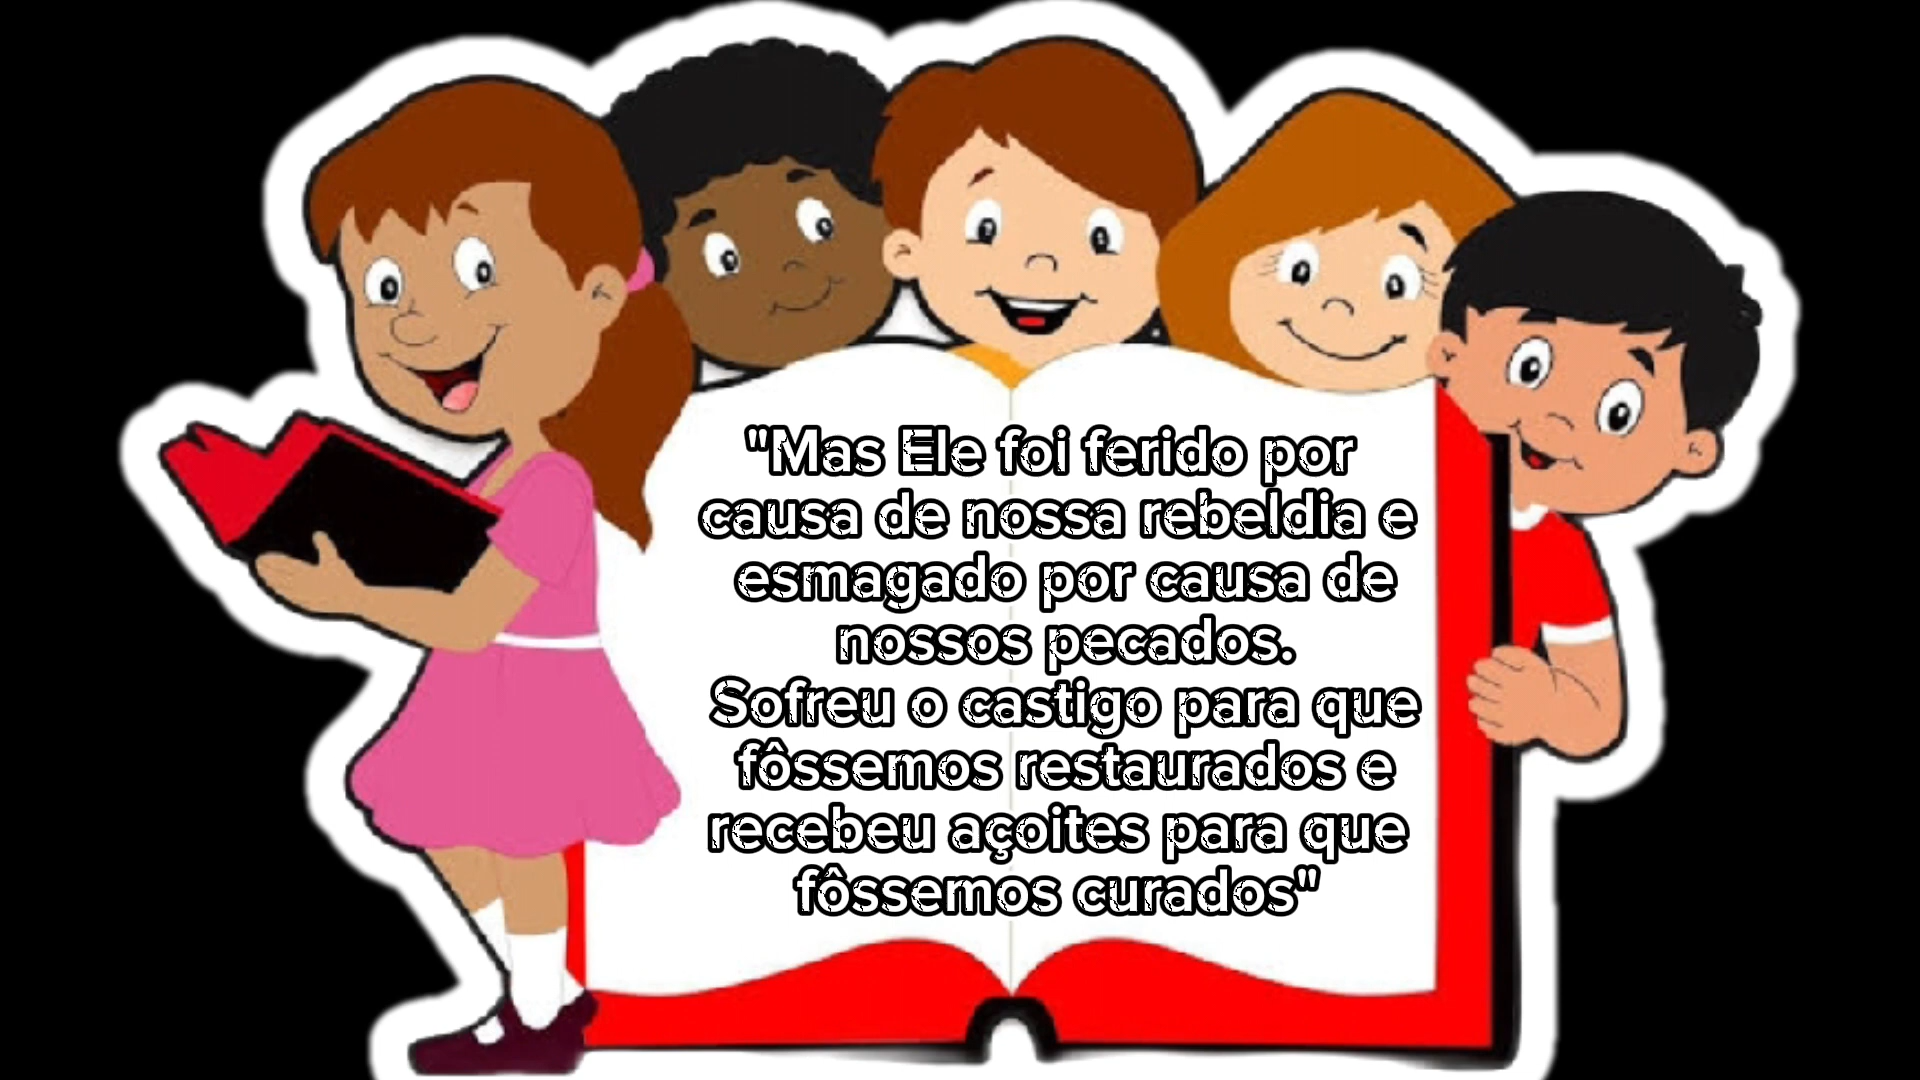 "Mas Ele foi ferido por
causa de nossa rebeldia e
esmagado por causa de
nossos pecados.
Sofreu o castigo para que
fôssemos restaurados e
recebeu açoites para que
fôssemos curados"